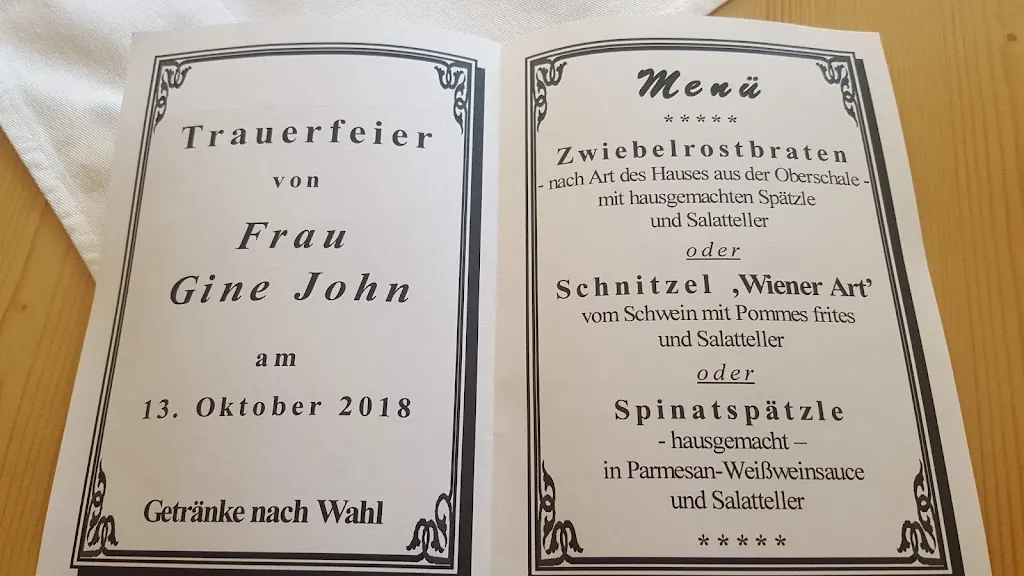 Trauerfeier
von
Frau
Gine John
am
13. Oktober 2018
Getränke nach Wahl
Menü
*****
Zwiebelrostbraten
- nach Art des Hauses aus der Oberschale -
mit hausgemachten Spätzle
und Salatteller
oder
Schnitzel ‚Wiener Art’
vom Schwein mit Pommes frites
und Salatteller
oder
Spinatspätzle
- hausgemacht –
in Parmesan-Weißweinsauce
und Salatteller
*****